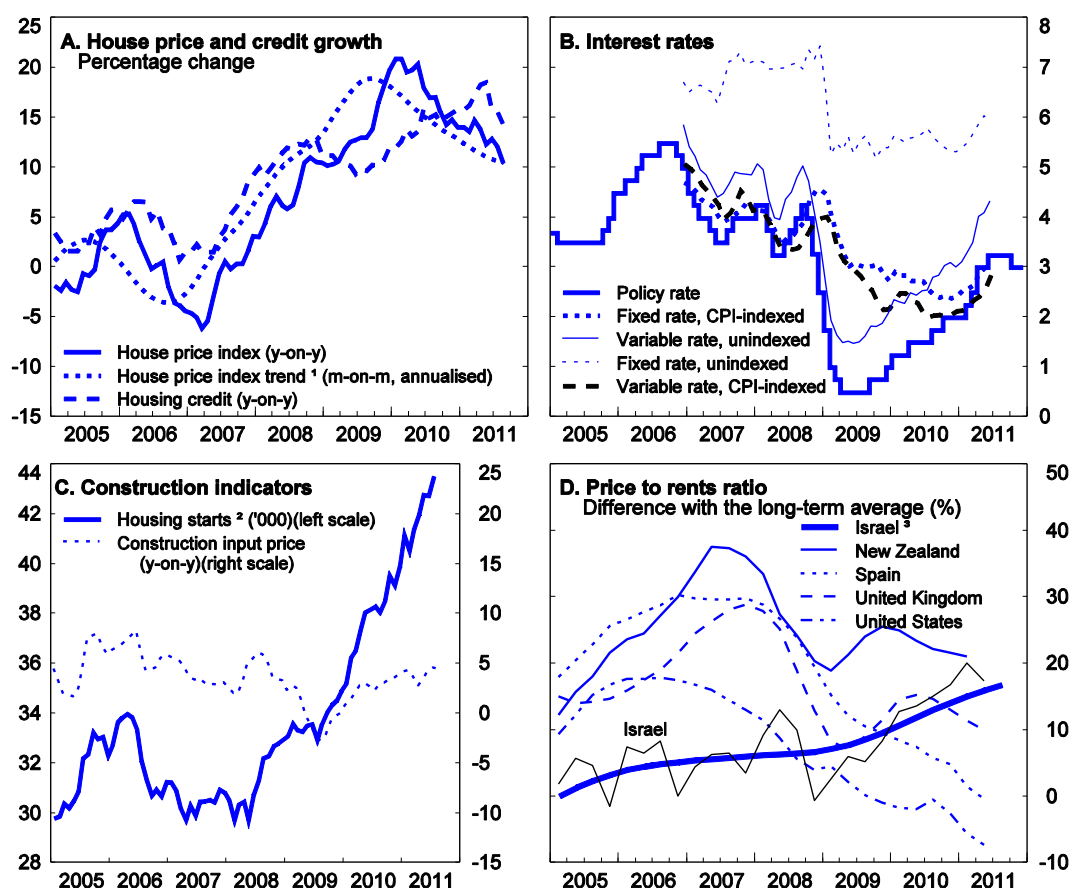 A. House price and credit growth
Percentage change
25
20
15
10
5
0
-5
-10
-15
House price index (y-on-y)
House price index trend ¹ (m-on-m, annualised)
Housing credit (y-on-y)
2005 2006 2007 2008 2009 2010 2011
B. Interest rates
8
7
6
5
4
3
2
1
0
Policy rate
Fixed rate, CPI-indexed
Variable rate, unindexed
Fixed rate, unindexed
Variable rate, CPI-indexed
2005 2006 2007 2008 2009 2010 2011
C. Construction indicators
Housing starts ² ('000)(left scale)
Construction input price
(y-on-y)(right scale)
44
42
40
38
36
34
32
30
28
25
20
15
10
5
0
-5
-10
-15
2005 2006 2007 2008 2009 2010 2011
D. Price to rents ratio
Difference with the long-term average (%)
Israel ³
New Zealand
Spain
United Kingdom
United States
Israel
50
40
30
20
10
0
-10
2005 2006 2007 2008 2009 2010 2011